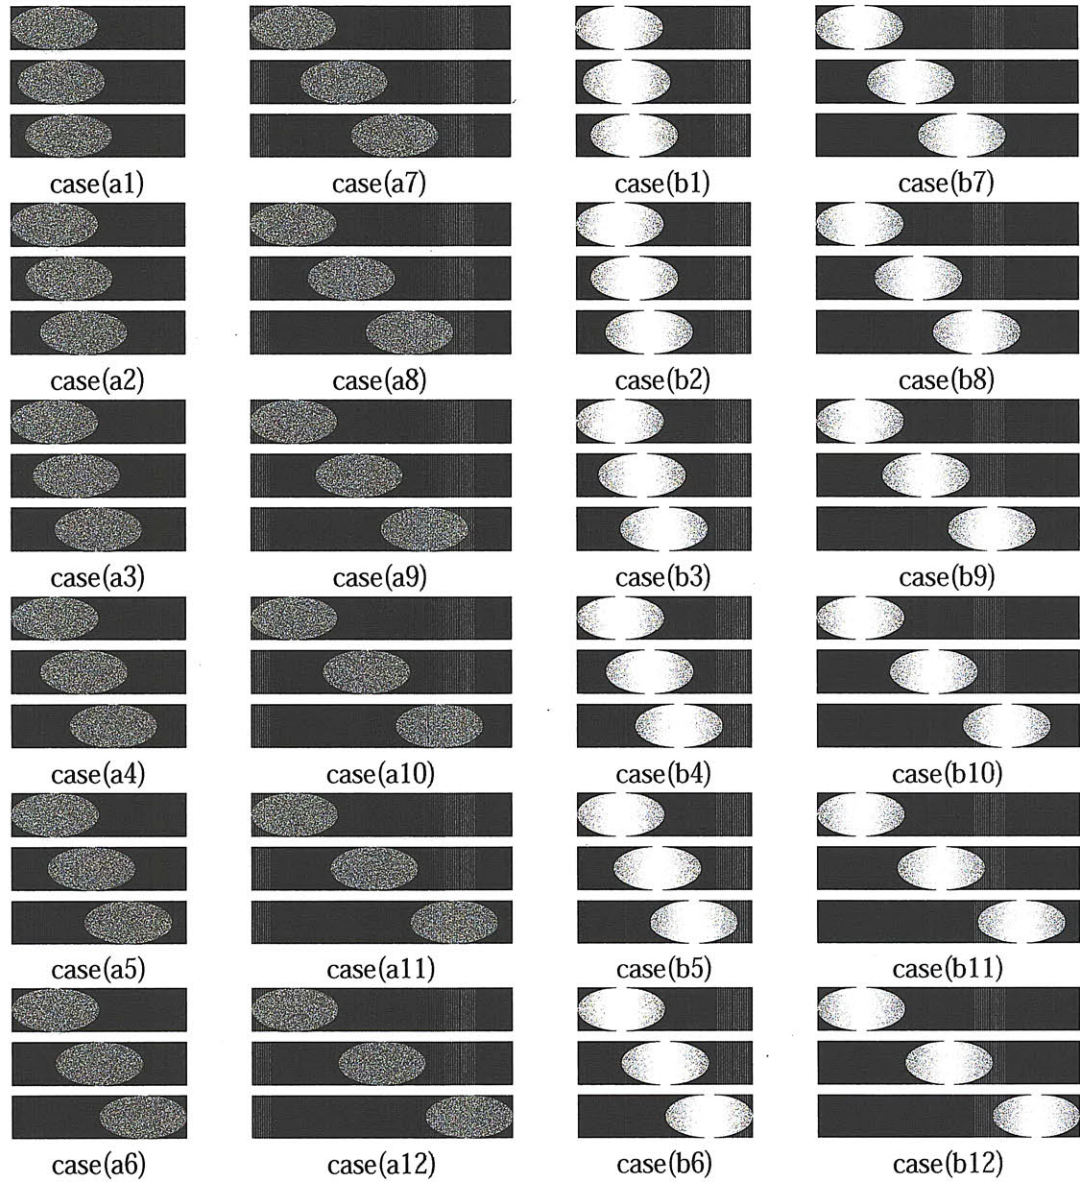 case(a1) case(a7) case(b1) case(b7)
case(a2) case(a8) case(b2) case(b8)
case(a3) case(a9) case(b3) case(b9)
case(a4) case(a10) case(b4) case(b10)
case(a5) case(a11) case(b5) case(b11)
case(a6) case(a12) case(b6) case(b12)